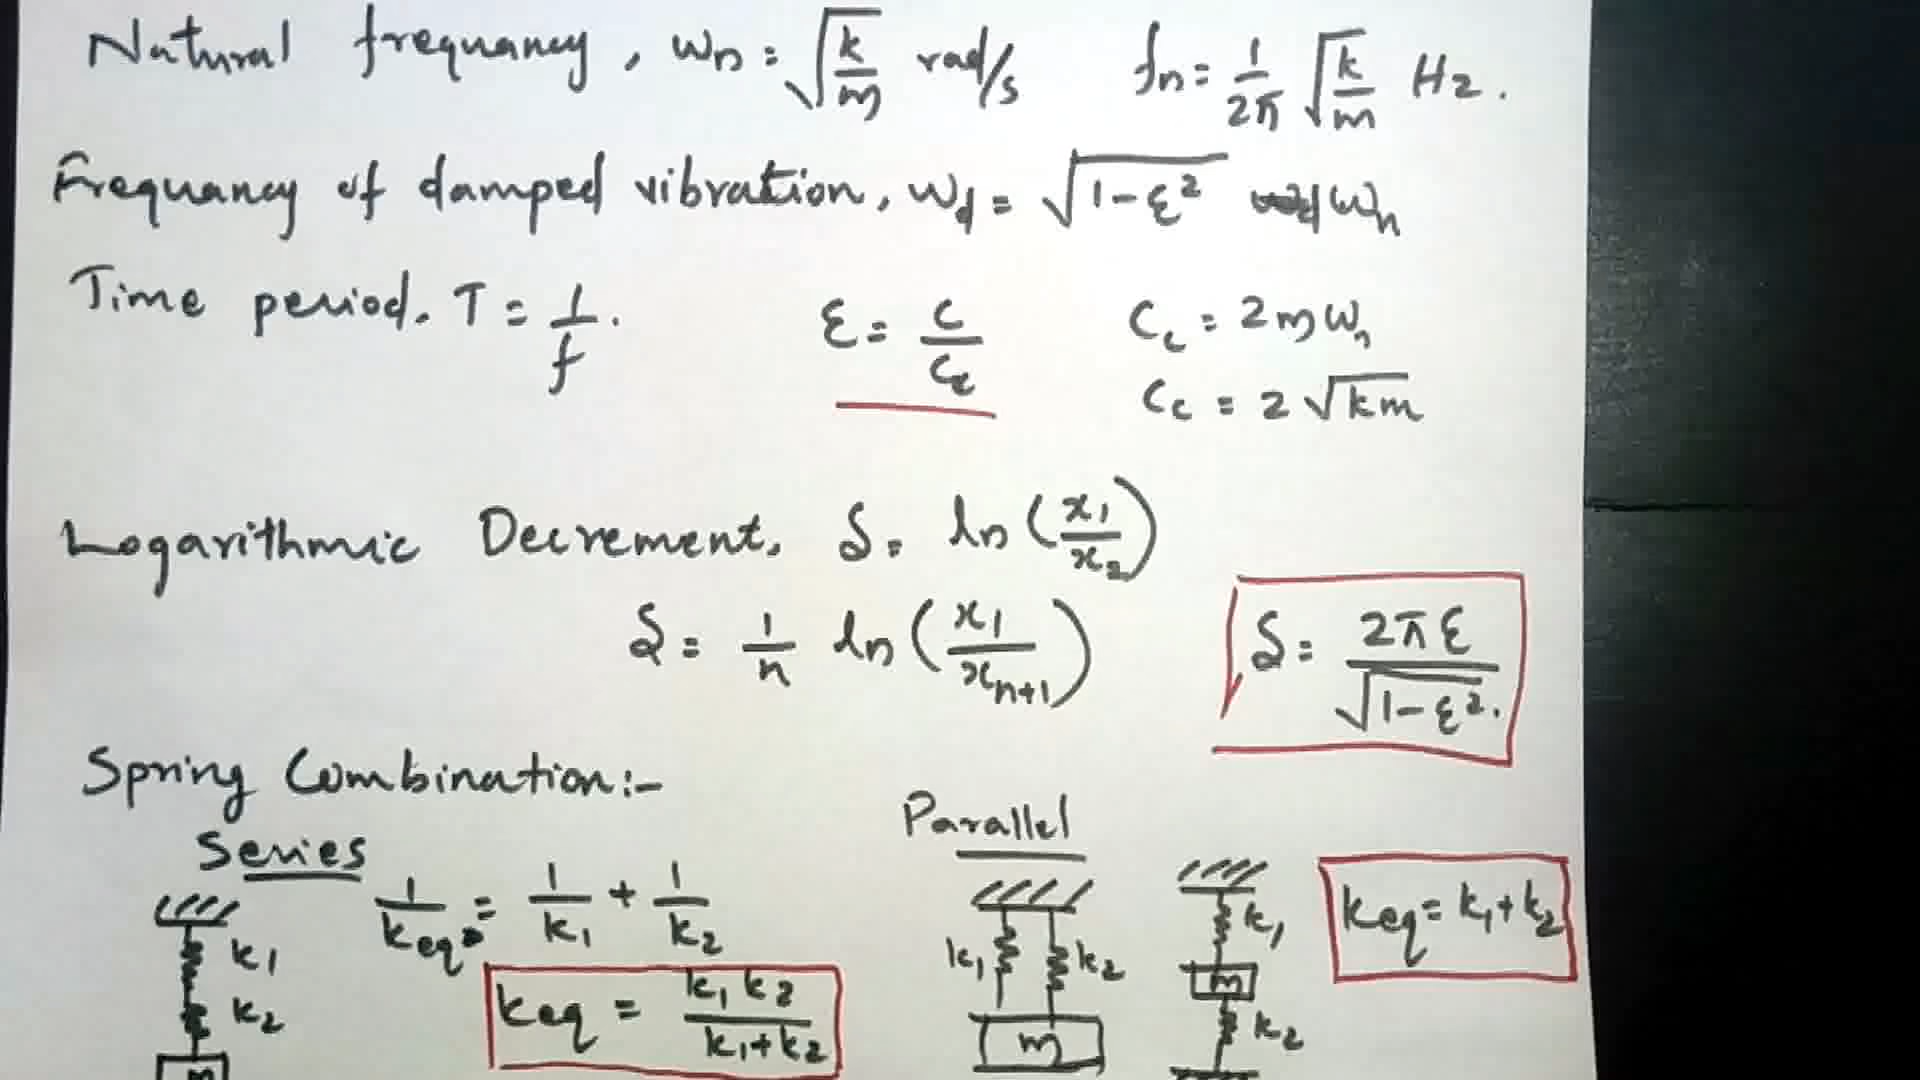 Natural frequancy, ωn = √(k/m) rad/s    fn = 1/2π √(k/m) Hz.
Frequancy of damped vibration, ωd = √(1-ε²) ωn
Time period. T = 1/f.    ε = c/cc    Cc = 2mωn
Cc = 2√km
Logarithmic Decrement, δ = ln (x1/x2)
δ = 1/n ln (x1/xn+1)    δ = 2πε/√(1-ε²).
Spring Combination:-
Series    Parallel
1/keq = 1/k1 + 1/k2
keq = k1 k2/k1+k2
keq = k1+k2
k1
k2
m
k1 k2
m
k1
m
k2